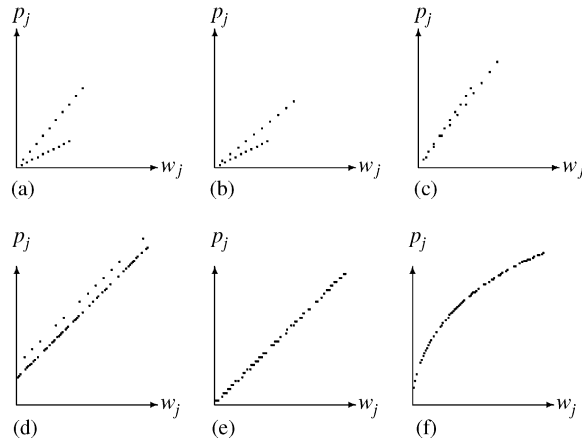 p_j p_j p_j
w_j w_j w_j
(a) (b) (c)
p_j p_j p_j
w_j w_j w_j
(d) (e) (f)